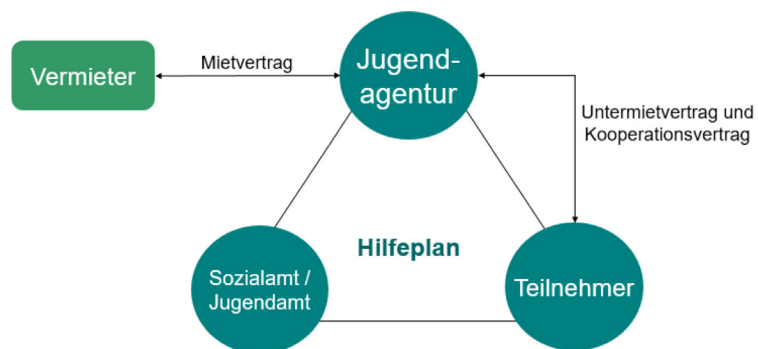 Vermieter
Mietvertrag
Jugend-
agentur
Untermietvertrag und
Kooperationsvertrag
Hilfeplan
Sozialamt /
Jugendamt
Teilnehmer